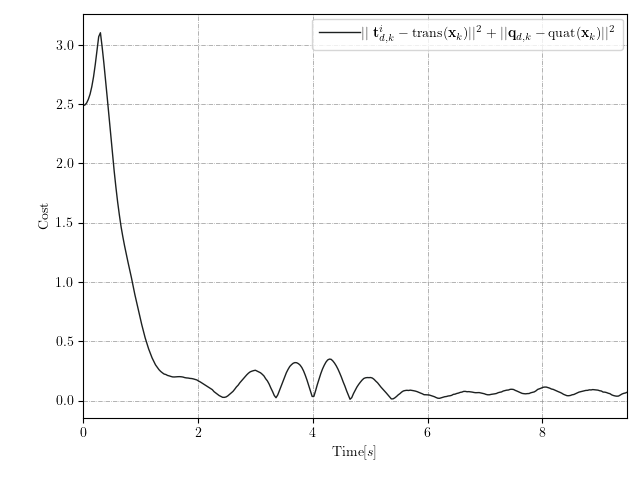 || t^i_{d,k} − trans(x_k)||^2 + ||q_{d,k} − quat(x_k)||^2
3.0
2.5
2.0
1.5
1.0
0.5
0.0
Cost
0 2 4 6 8
Time[s]